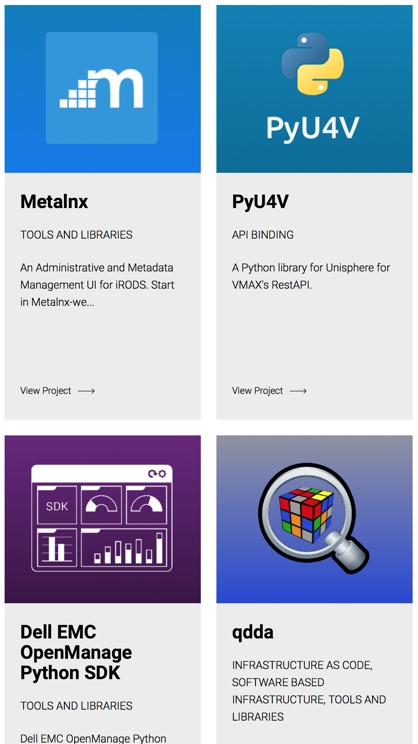 m
PyU4V
Metalnx
TOOLS AND LIBRARIES
An Administrative and Metadata
Management UI for iRODS. Start
in Metalnx-we...
View Project
PyU4V
API BINDING
A Python library for Unisphere for
VMAX's RestAPI.
View Project
SDK
Dell EMC
OpenManage
Python SDK
TOOLS AND LIBRARIES
Dell EMC OpenManage Python
qdda
INFRASTRUCTURE AS CODE,
SOFTWARE BASED
INFRASTRUCTURE, TOOLS AND
LIBRARIES